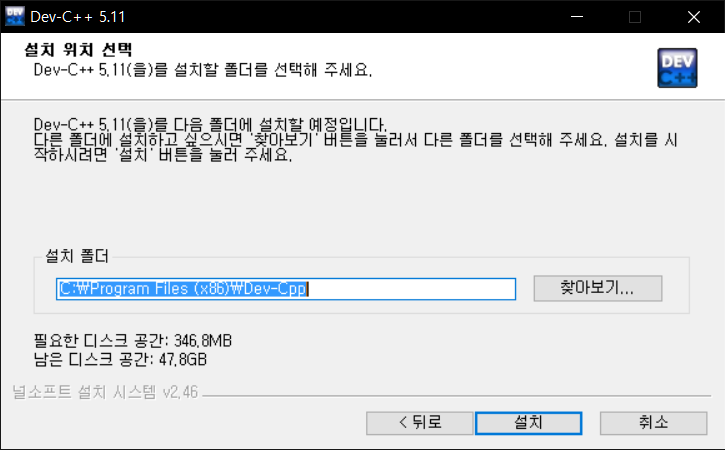 Dev-C++ 5.11
설치 위치 선택
Dev-C++ 5.11(을)를 설치할 폴더를 선택해 주세요.
DEV
C++
Dev-C++ 5.11(을)를 다음 폴더에 설치할 예정입니다.
다른 폴더에 설치하고 싶으시면 '찾아보기' 버튼을 눌러서 다른 폴더를 선택해 주세요. 설치를 시
작하시려면 '설치' 버튼을 눌러 주세요.
설치 폴더
C:₩Program Files (x86)₩Dev-Cpp
찾아보기...
필요한 디스크 공간: 346.8MB
남은 디스크 공간: 47.8GB
널소프트 설치 시스템 v2.46
< 뒤로
설치
취소